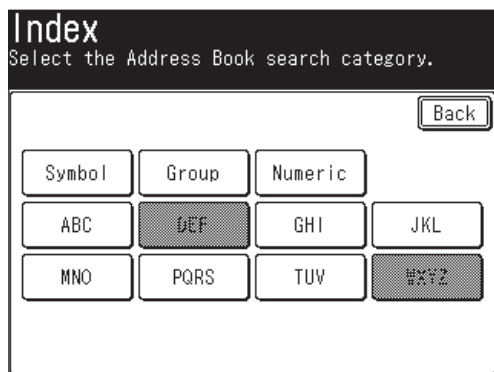 Index
Select the Address Book search category.
Back
Symbol Group Numeric
ABC DEF GHI JKL
MNO PQRS TUV WXYZ